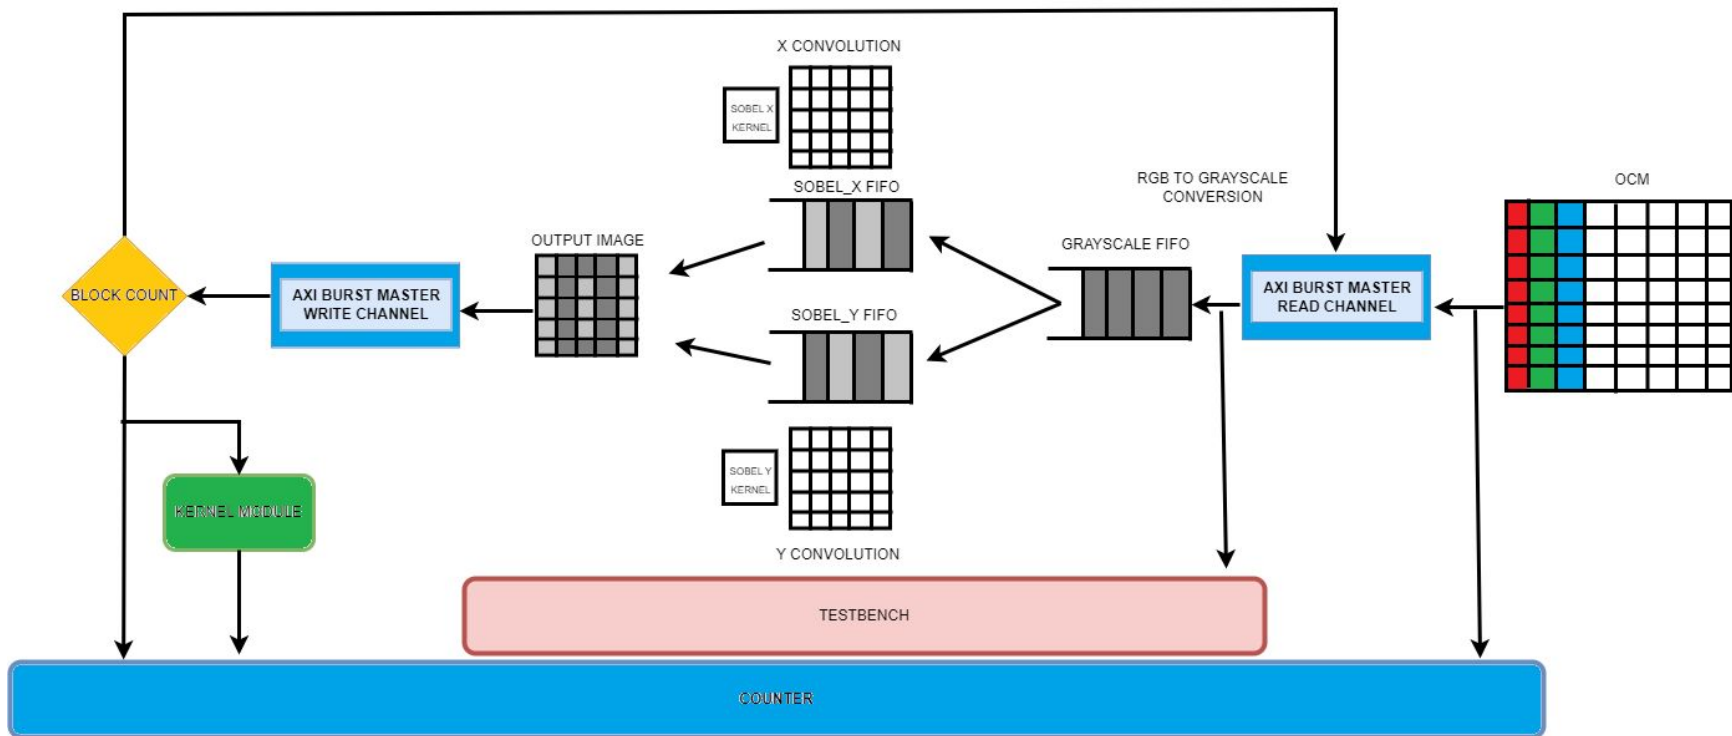 X CONVOLUTION
SOBEL X
KERNEL
SOBEL_X FIFO
RGB TO GRAYSCALE
CONVERSION
OCM
OUTPUT IMAGE
GRAYSCALE FIFO
BLOCK COUNT
AXI BURST MASTER
WRITE CHANNEL
AXI BURST MASTER
READ CHANNEL
SOBEL_Y FIFO
SOBEL Y
KERNEL
KERNEL MODULE
Y CONVOLUTION
TESTBENCH
COUNTER